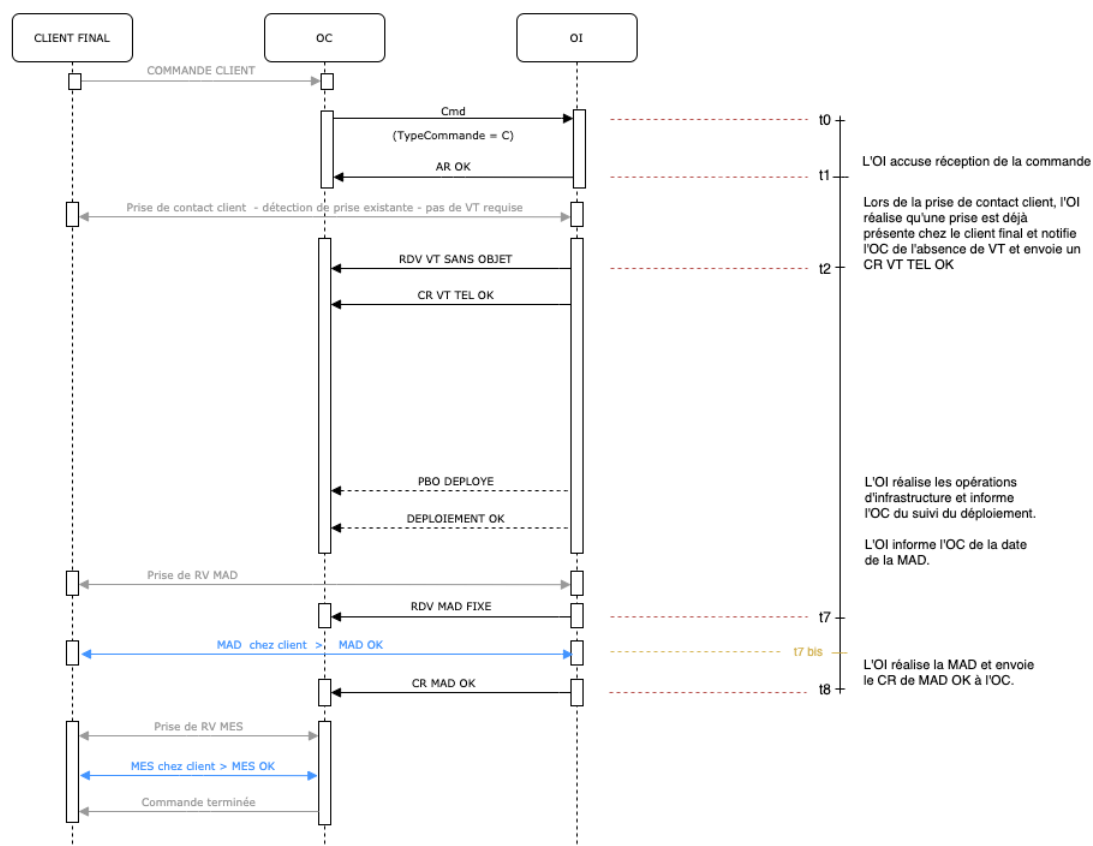 CLIENT FINAL
OC
OI
COMMANDE CLIENT
Cmd
t0
(TypeCommande = C)
L'OI accuse réception de la commande
AR OK
t1
Prise de contact client - détection de prise existante - pas de VT requise
Lors de la prise de contact client, l'OI
réalise qu'une prise est déjà
présente chez le client final et notifie
l'OC de l'absence de VT et envoie un
CR VT TEL OK
RDV VT SANS OBJET
t2
CR VT TEL OK
PBO DEPLOYE
L'OI réalise les opérations
d'infrastructure et informe
l'OC du suivi du déploiement.
DEPLOIEMENT OK
L'OI informe l'OC de la date
de la MAD.
Prise de RV MAD
RDV MAD FIXE
t7
MAD chez client > MAD OK
t7 bis
L'OI réalise la MAD et envoie
le CR de MAD OK à l'OC.
CR MAD OK
t8
Prise de RV MES
MES chez client > MES OK
Commande terminée